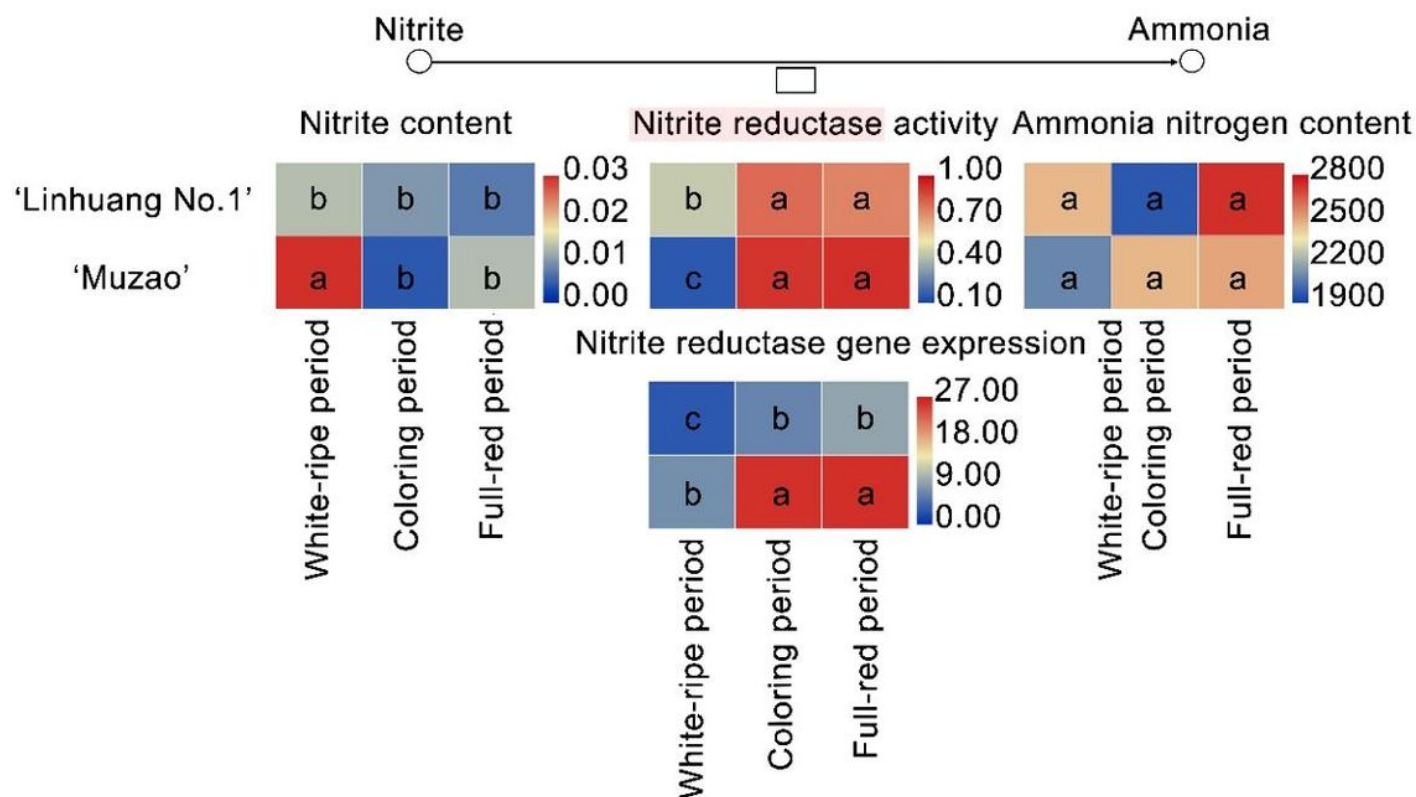 Nitrite
Ammonia
Nitrite content
Nitrite reductase activity
Ammonia nitrogen content
'Linhuang No.1'
'Muzao'
b b b
a b b
0.03
0.02
0.01
0.00
b a a
c a a
1.00
0.70
0.40
0.10
a a a
a a a
2800
2500
2200
1900
White-ripe period
Coloring period
Full-red period
Nitrite reductase gene expression
c b b
b a a
27.00
18.00
9.00
0.00
White-ripe period
Coloring period
Full-red period
White-ripe period
Coloring period
Full-red period